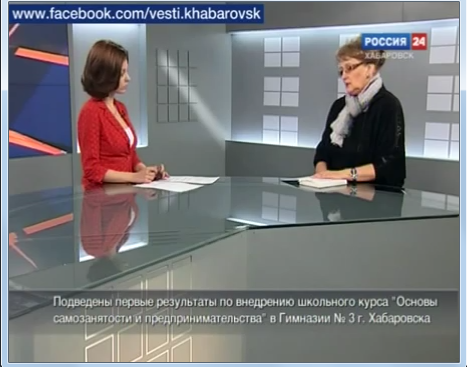 www.facebook.com/vesti.khabarovsk
РОССИЯ 24
ХАБАРОВСК
Подведены первые результаты по внедрению школьного курса "Основы
самозанятости и предпринимательства" в Гимназии № 3 г. Хабаровска